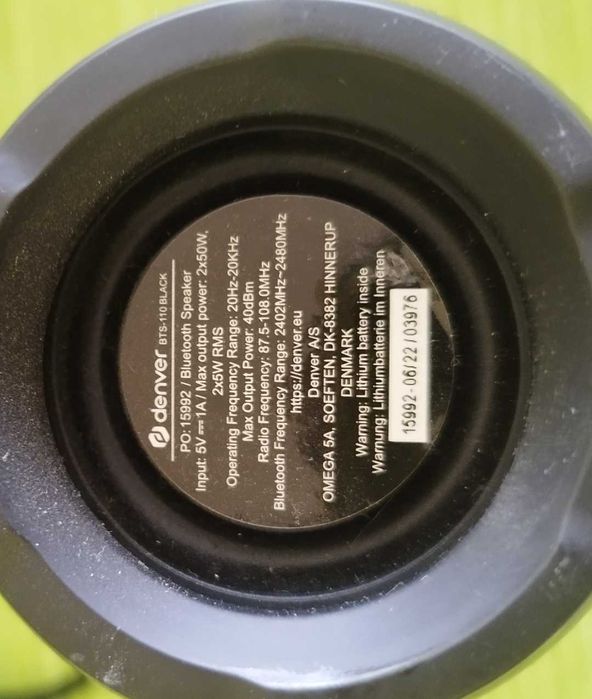 denver BTS-110 BLACK
PO: 15992 / Bluetooth Speaker
Input: 5V⎓1A / Max output power: 2x50W,
2x5W RMS
Operating Frequency Range: 20Hz-20KHz
Max Output Power: 40dBm
Radio Frequency: 87.5-108.0MHz
Bluetooth Frequency Range: 2402MHz~2480MHz
https://denver.eu
Denver A/S
OMEGA 5A, SOEFTEN, DK-8382 HINNERUP
DENMARK
Warning: Lithium battery inside
Warnung: Lithiumbatterie im Inneren
15992-06/22/03976